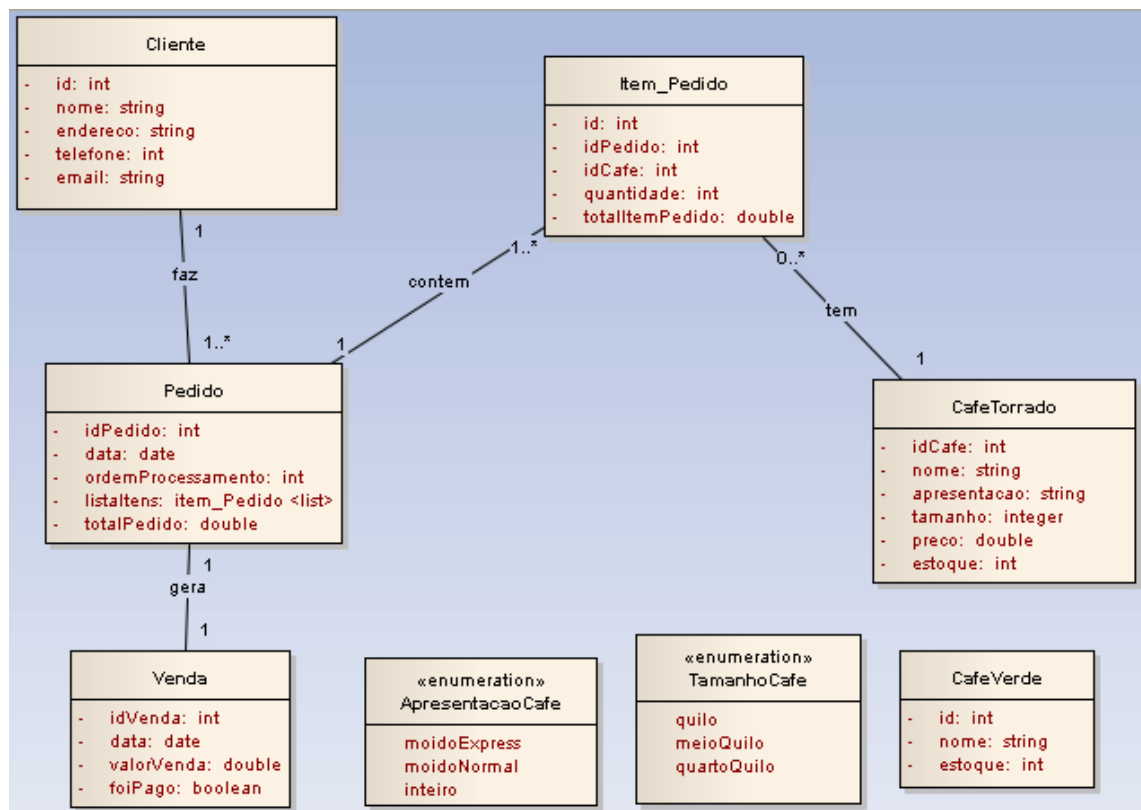 Cliente
- id: int
- nome: string
- endereco: string
- telefone: int
- email: string
1
faz
1..*
Item_Pedido
- id: int
- idPedido: int
- idCafe: int
- quantidade: int
- totalItemPedido: double
1..*
contem
1
0..*
tem
1
Pedido
- idPedido: int
- data: date
- ordemProcessamento: int
- listaItens: item_Pedido <list>
- totalPedido: double
1
gera
1
CafeTorrado
- idCafe: int
- nome: string
- apresentacao: string
- tamanho: integer
- preco: double
- estoque: int
Venda
- idVenda: int
- data: date
- valorVenda: double
- foiPago: boolean
«enumeration»
ApresentacaoCafe
moidoExpress
moidoNormal
inteiro
«enumeration»
TamanhoCafe
quilo
meioQuilo
quartoQuilo
CafeVerde
- id: int
- nome: string
- estoque: int